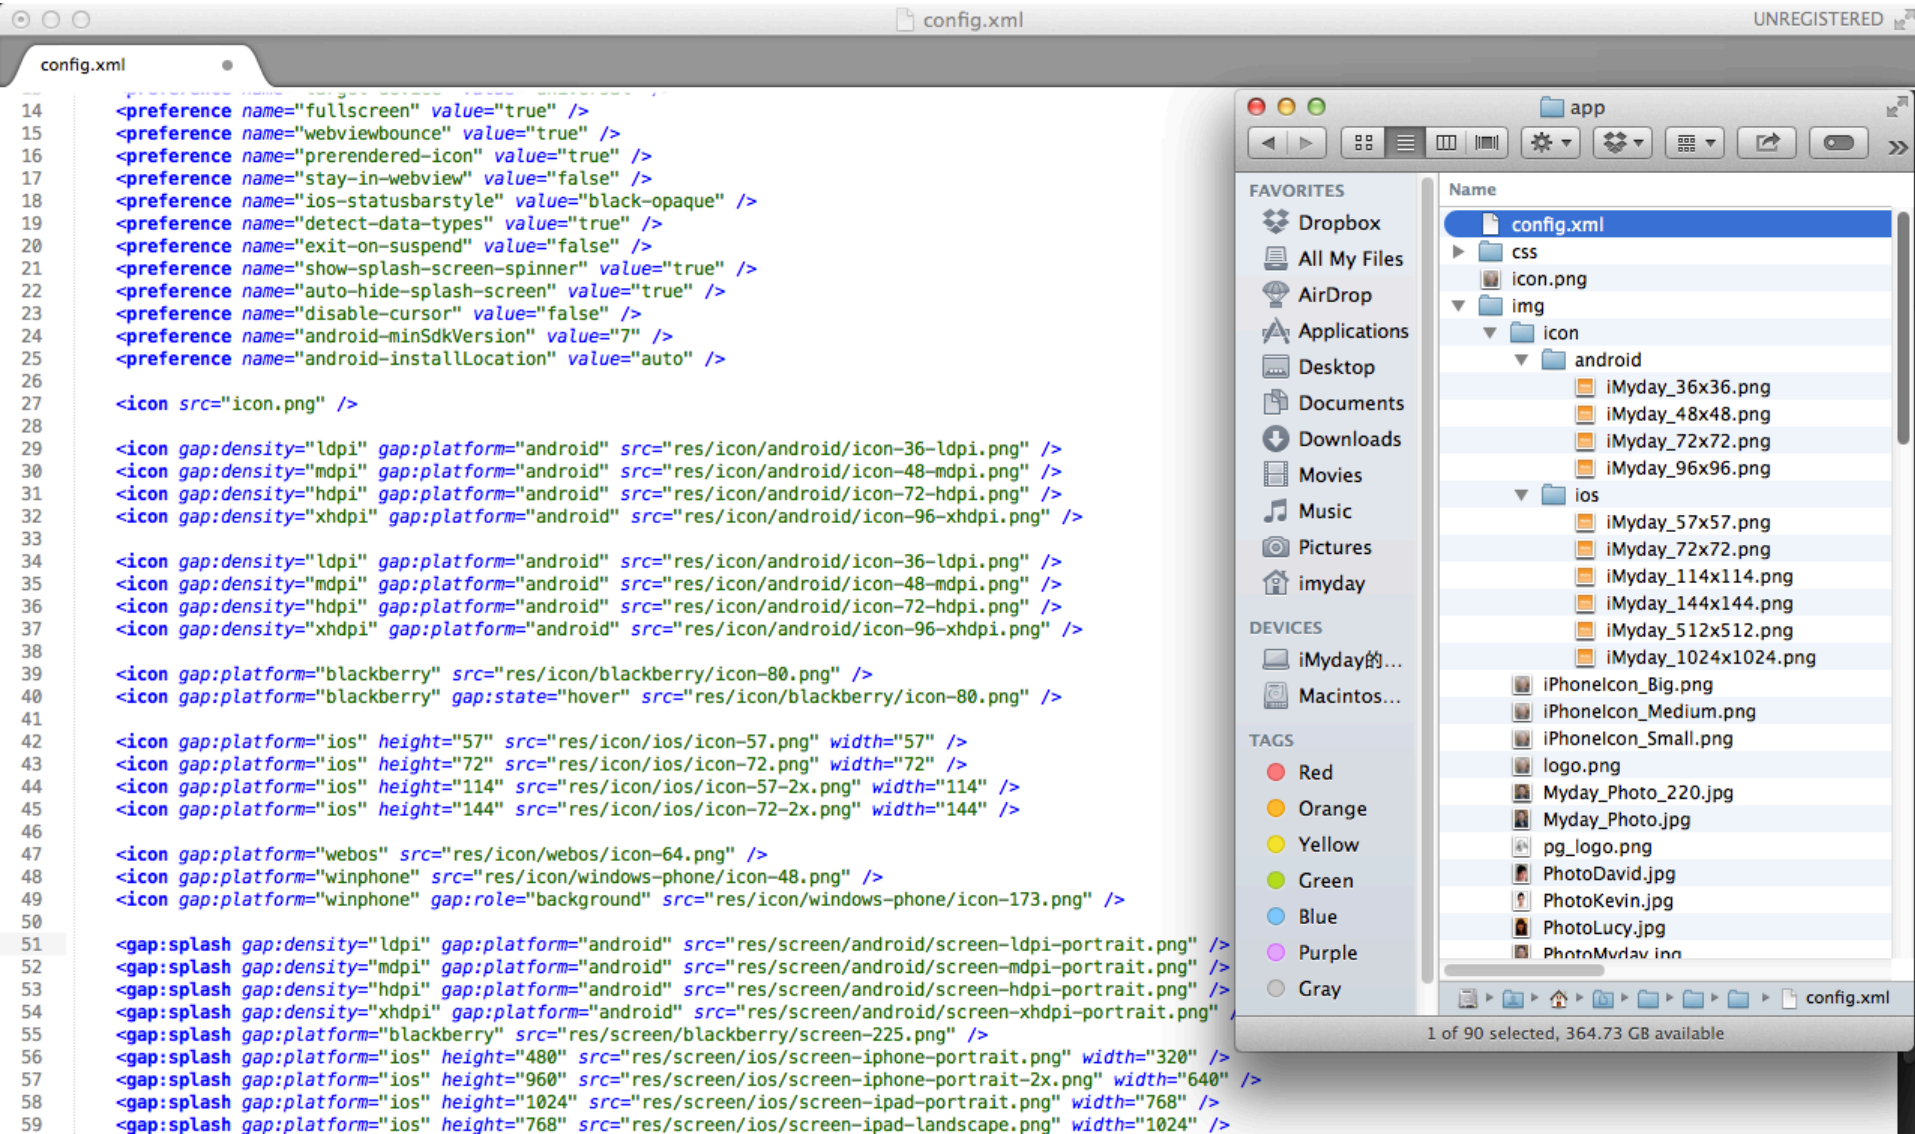 config.xml
UNREGISTERED
config.xml
14 <preference name="fullscreen" value="true" />
15 <preference name="webviewbounce" value="true" />
16 <preference name="prerendered-icon" value="true" />
17 <preference name="stay-in-webview" value="false" />
18 <preference name="ios-statusbarstyle" value="black-opaque" />
19 <preference name="detect-data-types" value="true" />
20 <preference name="exit-on-suspend" value="false" />
21 <preference name="show-splash-screen-spinner" value="true" />
22 <preference name="auto-hide-splash-screen" value="true" />
23 <preference name="disable-cursor" value="false" />
24 <preference name="android-minSdkVersion" value="7" />
25 <preference name="android-installLocation" value="auto" />
26
27 <icon src="icon.png" />
28
29 <icon gap:density="ldpi" gap:platform="android" src="res/icon/android/icon-36-ldpi.png" />
30 <icon gap:density="mdpi" gap:platform="android" src="res/icon/android/icon-48-mdpi.png" />
31 <icon gap:density="hdpi" gap:platform="android" src="res/icon/android/icon-72-hdpi.png" />
32 <icon gap:density="xhdpi" gap:platform="android" src="res/icon/android/icon-96-xhdpi.png" />
33
34 <icon gap:density="ldpi" gap:platform="android" src="res/icon/android/icon-36-ldpi.png" />
35 <icon gap:density="mdpi" gap:platform="android" src="res/icon/android/icon-48-mdpi.png" />
36 <icon gap:density="hdpi" gap:platform="android" src="res/icon/android/icon-72-hdpi.png" />
37 <icon gap:density="xhdpi" gap:platform="android" src="res/icon/android/icon-96-xhdpi.png" />
38
39 <icon gap:platform="blackberry" src="res/icon/blackberry/icon-80.png" />
40 <icon gap:platform="blackberry" gap:state="hover" src="res/icon/blackberry/icon-80.png" />
41
42 <icon gap:platform="ios" height="57" src="res/icon/ios/icon-57.png" width="57" />
43 <icon gap:platform="ios" height="72" src="res/icon/ios/icon-72.png" width="72" />
44 <icon gap:platform="ios" height="114" src="res/icon/ios/icon-57-2x.png" width="114" />
45 <icon gap:platform="ios" height="144" src="res/icon/ios/icon-72-2x.png" width="144" />
46
47 <icon gap:platform="webos" src="res/icon/webos/icon-64.png" />
48 <icon gap:platform="winphone" src="res/icon/windows-phone/icon-48.png" />
49 <icon gap:platform="winphone" gap:role="background" src="res/icon/windows-phone/icon-173.png" />
50
51 <gap:splash gap:density="ldpi" gap:platform="android" src="res/screen/android/screen-ldpi-portrait.png" />
52 <gap:splash gap:density="mdpi" gap:platform="android" src="res/screen/android/screen-mdpi-portrait.png" />
53 <gap:splash gap:density="hdpi" gap:platform="android" src="res/screen/android/screen-hdpi-portrait.png" />
54 <gap:splash gap:density="xhdpi" gap:platform="android" src="res/screen/android/screen-xhdpi-portrait.png" /
55 <gap:splash gap:platform="blackberry" src="res/screen/blackberry/screen-225.png" />
56 <gap:splash gap:platform="ios" height="480" src="res/screen/ios/screen-iphone-portrait.png" width="320" />
57 <gap:splash gap:platform="ios" height="960" src="res/screen/ios/screen-iphone-portrait-2x.png" width="640" />
58 <gap:splash gap:platform="ios" height="1024" src="res/screen/ios/screen-ipad-portrait.png" width="768" />
59 <gap:splash gap:platform="ios" height="768" src="res/screen/ios/screen-ipad-landscape.png" width="1024" />
app
FAVORITES
Dropbox
All My Files
AirDrop
Applications
Desktop
Documents
Downloads
Movies
Music
Pictures
imyday
DEVICES
iMyday的...
Macintos...
TAGS
Red
Orange
Yellow
Green
Blue
Purple
Gray
Name
config.xml
css
icon.png
img
icon
android
iMyday_36x36.png
iMyday_48x48.png
iMyday_72x72.png
iMyday_96x96.png
ios
iMyday_57x57.png
iMyday_72x72.png
iMyday_114x114.png
iMyday_144x144.png
iMyday_512x512.png
iMyday_1024x1024.png
iPhoneIcon_Big.png
iPhoneIcon_Medium.png
iPhoneIcon_Small.png
logo.png
Myday_Photo_220.jpg
Myday_Photo.jpg
pg_logo.png
PhotoDavid.jpg
PhotoKevin.jpg
PhotoLucy.jpg
PhotoMyday.jpg
config.xml
1 of 90 selected, 364.73 GB available